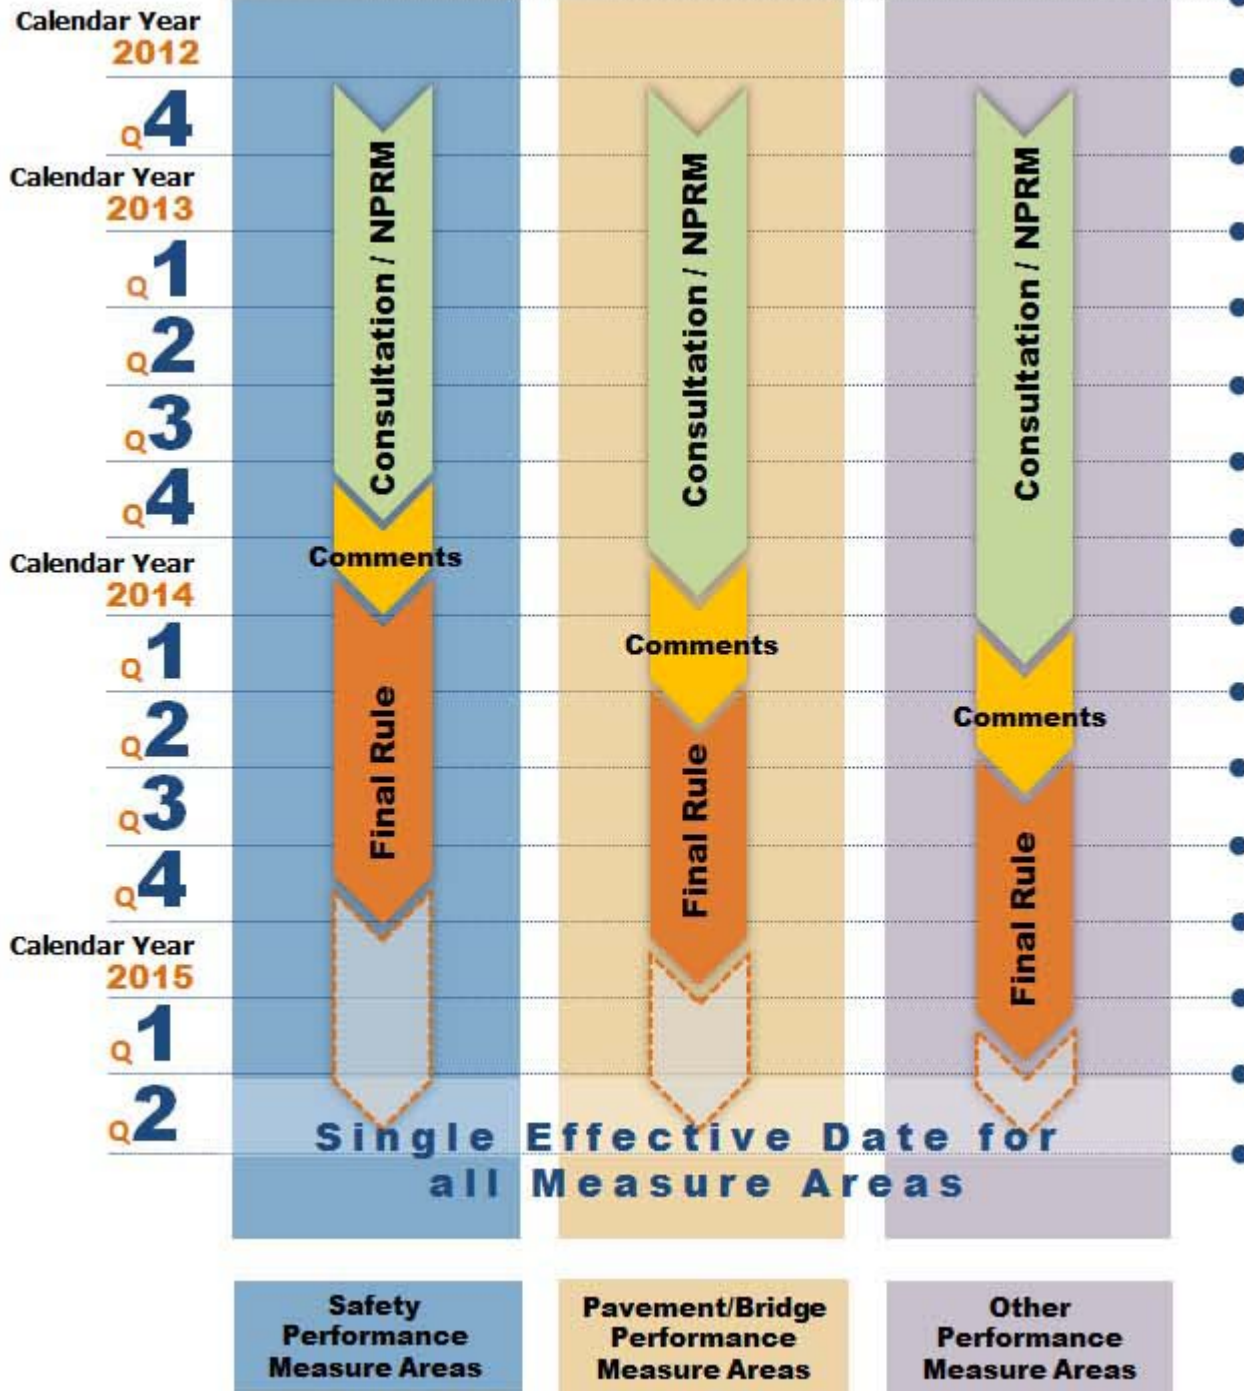 Calendar Year
2012
Q4
Calendar Year
2013
Q1
Q2
Q3
Q4
Calendar Year
2014
Q1
Q2
Q3
Q4
Calendar Year
2015
Q1
Q2
Consultation / NPRM
Comments
Final Rule
Consultation / NPRM
Comments
Final Rule
Consultation / NPRM
Comments
Final Rule
Single Effective Date for
all Measure Areas
Safety
Performance
Measure Areas
Pavement/Bridge
Performance
Measure Areas
Other
Performance
Measure Areas